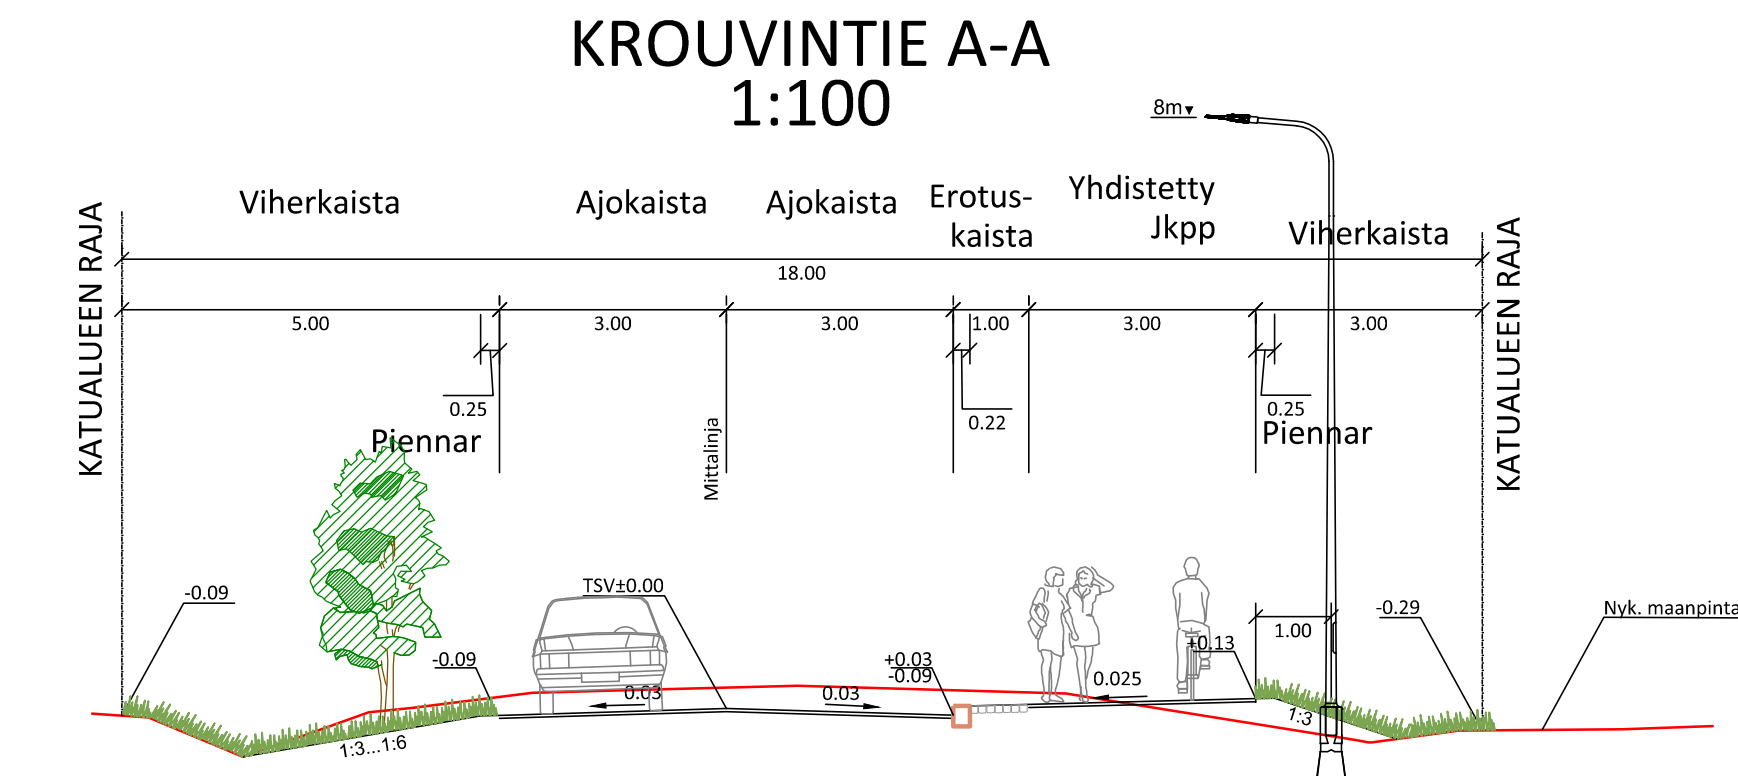 KROUVINTIE A-A
1:100
8m
Viherkaista
Ajokaista
Ajokaista
Erotus-
kaista
Yhdistetty
Jkpp
Viherkaista
KATUALUEEN RAJA
KATUALUEEN RAJA
18.00
5.00
3.00
3.00
1.00
3.00
3.00
0.25
0.22
0.25
Piennar
Piennar
Mittalinja
-0.09
-0.09
TSV±0.00
+0.03
-0.09
+0.13
1.00
-0.29
Nyk. maanpinta
0.03
0.03
0.025
1:3...1:6
1:3